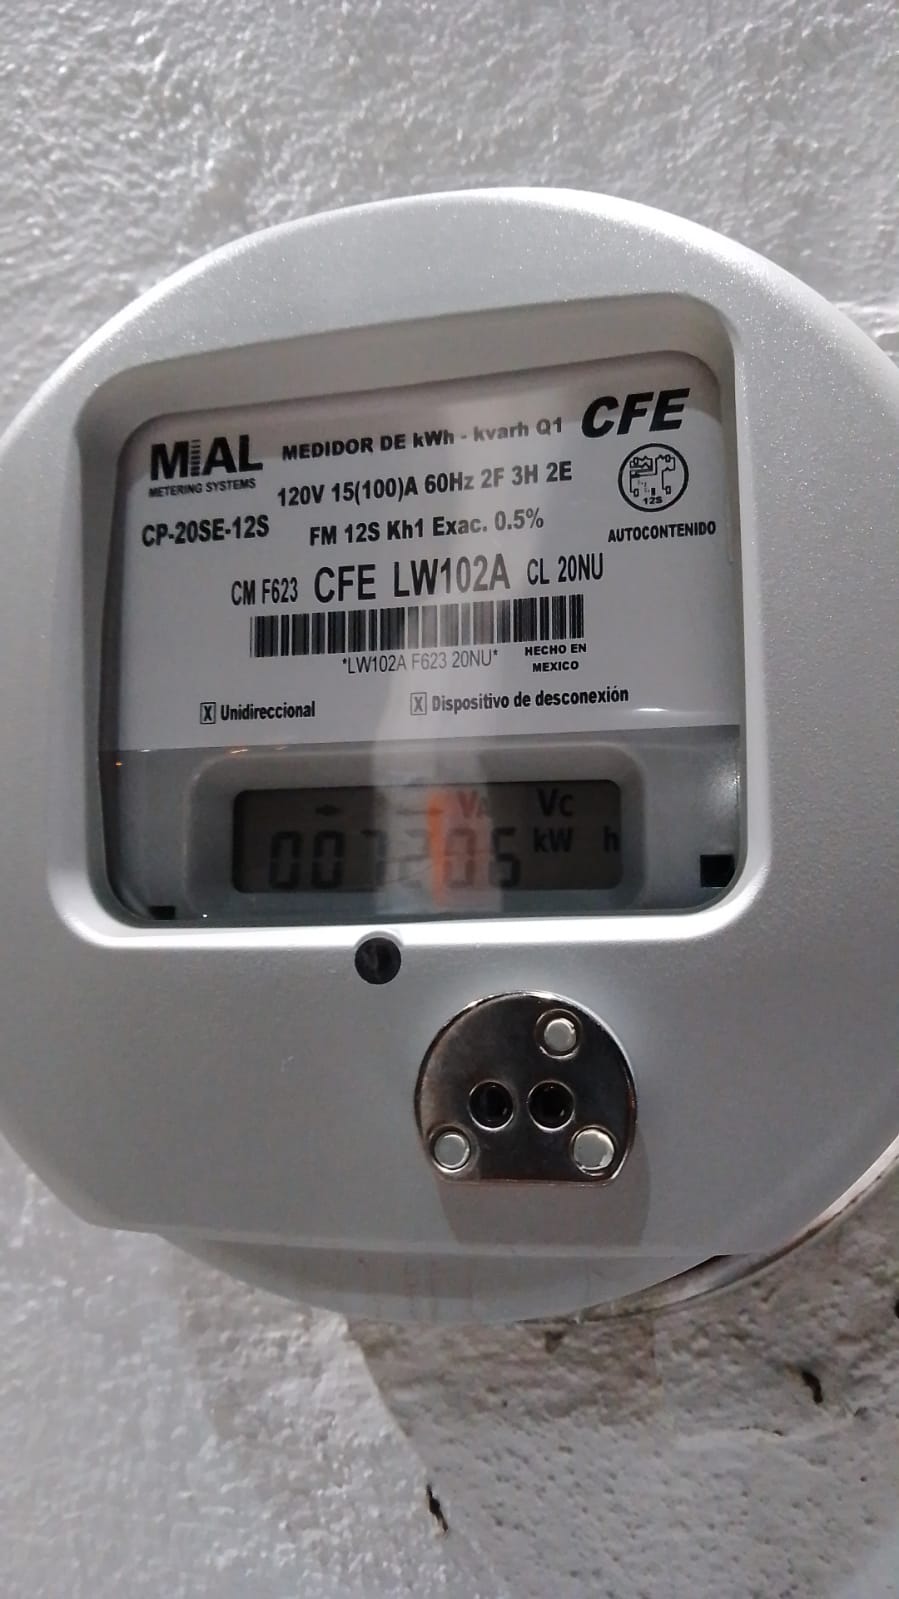 MIAL
METERING SYSTEMS
MEDIDOR DE kWh - kvarh Q1
CFE
120V 15(100)A 60Hz 2F 3H 2E
12S
CP-20SE-12S
FM 12S Kh1 Exac. 0.5%
AUTOCONTENIDO
CM F623 CFE LW102A CL 20NU
*LW102A F623 20NU*
HECHO EN
MEXICO
X Unidireccional
X Dispositivo de desconexión
VA VC
007206 kW h